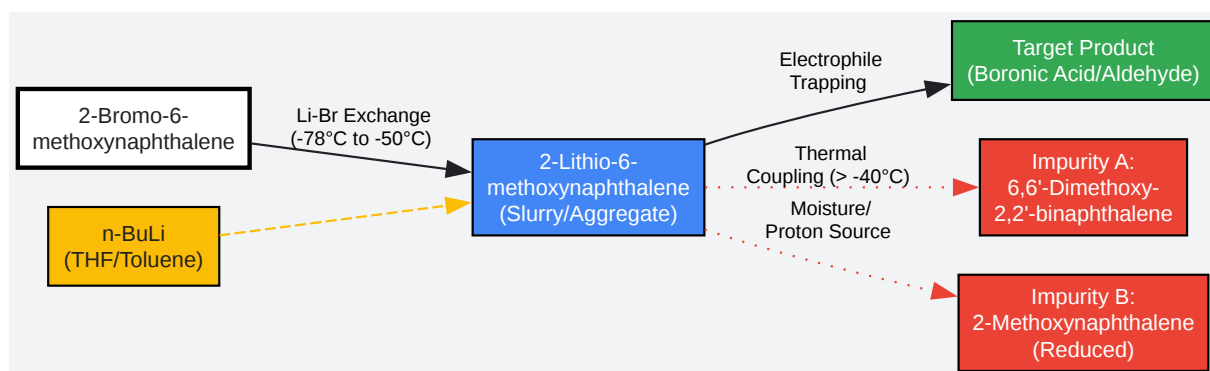 2-Bromo-6-
methoxynaphthalene
n-BuLi
(THF/Toluene)
Li-Br Exchange
(-78°C to -50°C)
2-Lithio-6-
methoxynaphthalene
(Slurry/Aggregate)
Electrophile
Trapping
Thermal
Coupling (> -40°C)
Moisture/
Proton Source
Target Product
(Boronic Acid/Aldehyde)
Impurity A:
6,6'-Dimethoxy-
2,2'-binaphthalene
Impurity B:
2-Methoxynaphthalene
(Reduced)